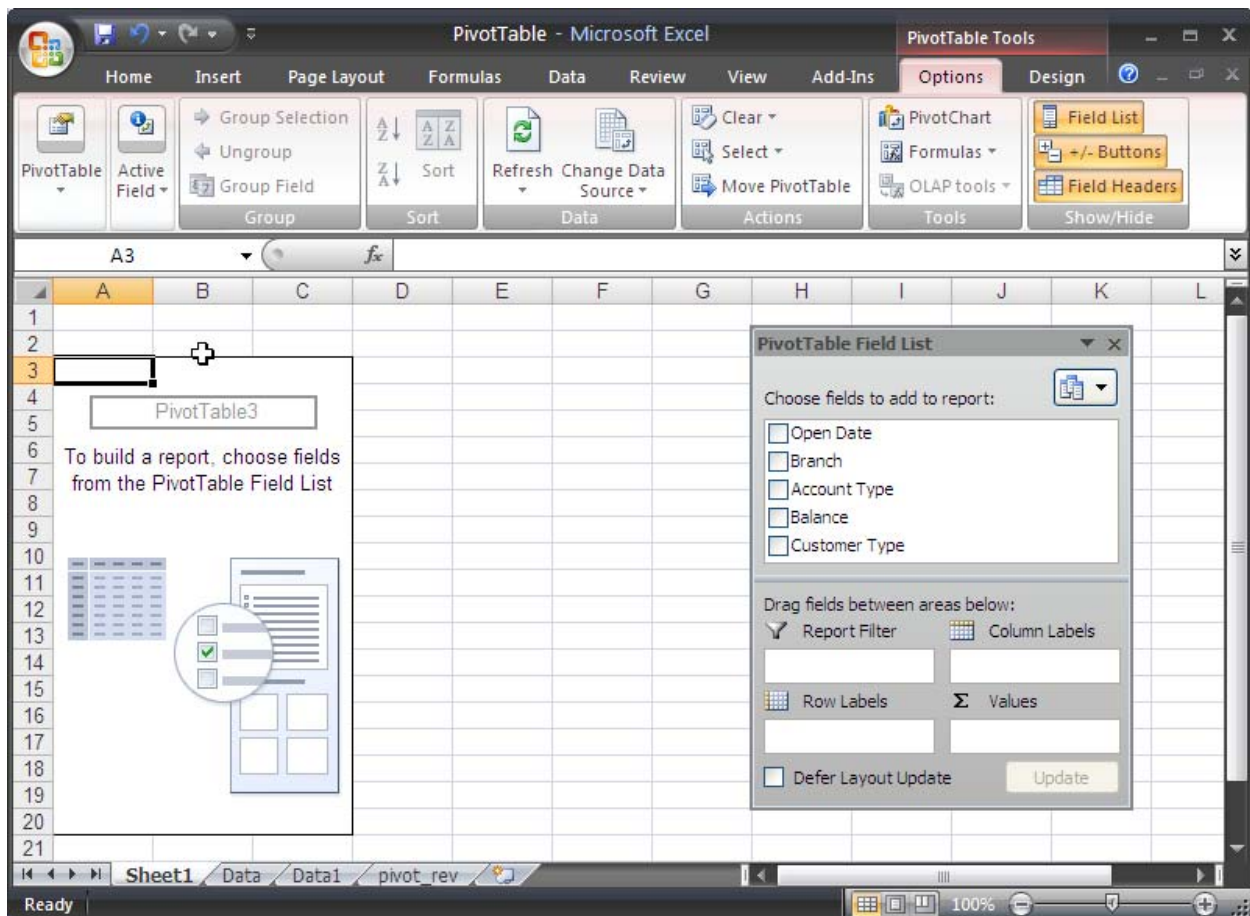 PivotTable - Microsoft Excel
PivotTable Tools
Home Insert Page Layout Formulas Data Review View Add-Ins Options Design
PivotTable
Active
Field
Group Selection
Ungroup
Group Field
Group
Sort
Sort
Refresh
Change Data
Source
Data
Clear
Select
Move PivotTable
Actions
PivotChart
Formulas
OLAP tools
Tools
Field List
+/- Buttons
Field Headers
Show/Hide
A3
fx
A B C D E F G H I J K L
1
2
3
4
5
6
7
8
9
10
11
12
13
14
15
16
17
18
19
20
21
PivotTable3
To build a report, choose fields
from the PivotTable Field List
PivotTable Field List
Choose fields to add to report:
Open Date
Branch
Account Type
Balance
Customer Type
Drag fields between areas below:
Report Filter
Column Labels
Row Labels
Σ Values
Defer Layout Update
Update
Sheet1 Data Data1 pivot_rev
Ready
100%